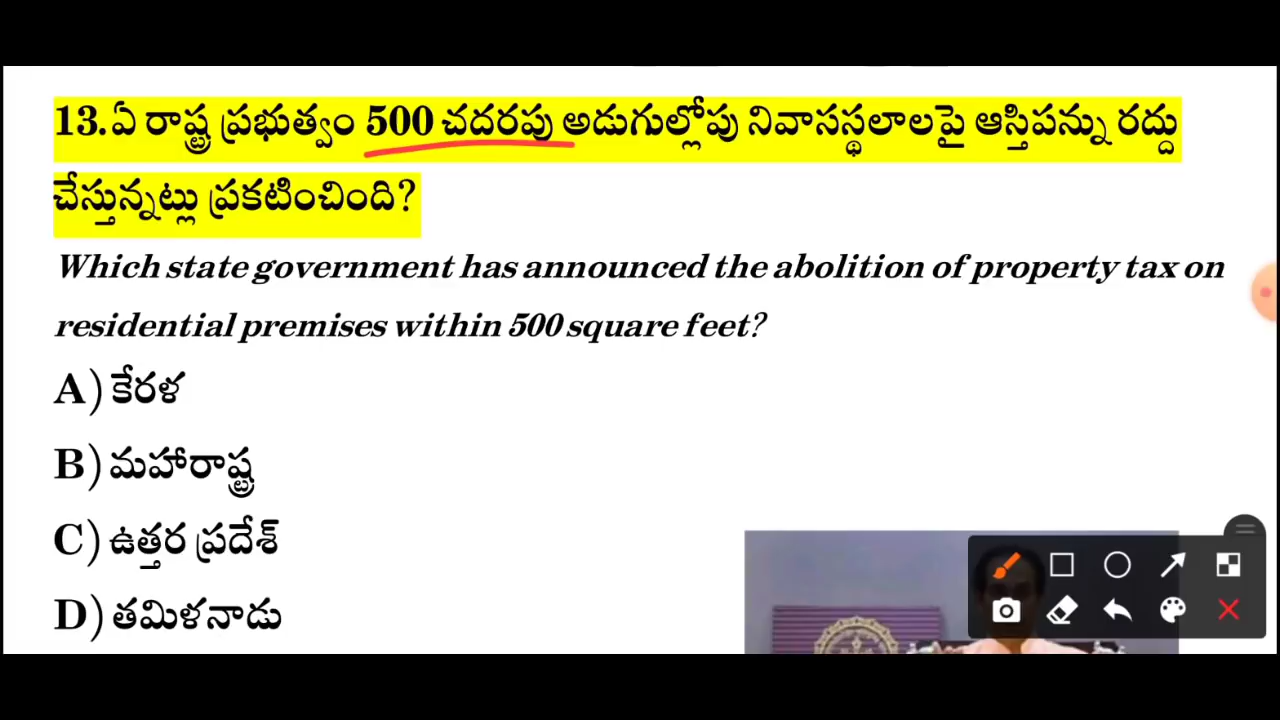 13.ఏ రాష్ట్ర ప్రభుత్వం 500 చదరపు అడుగుల్లోపు నివాసస్థలాలపై ఆస్తిపన్ను రద్దు
చేస్తున్నట్లు ప్రకటించింది?
Which state government has announced the abolition of property tax on
residential premises within 500 square feet?
A) కేరళ
B) మహారాష్ట్ర
C) ఉత్తర ప్రదేశ్
D) తమిళనాడు